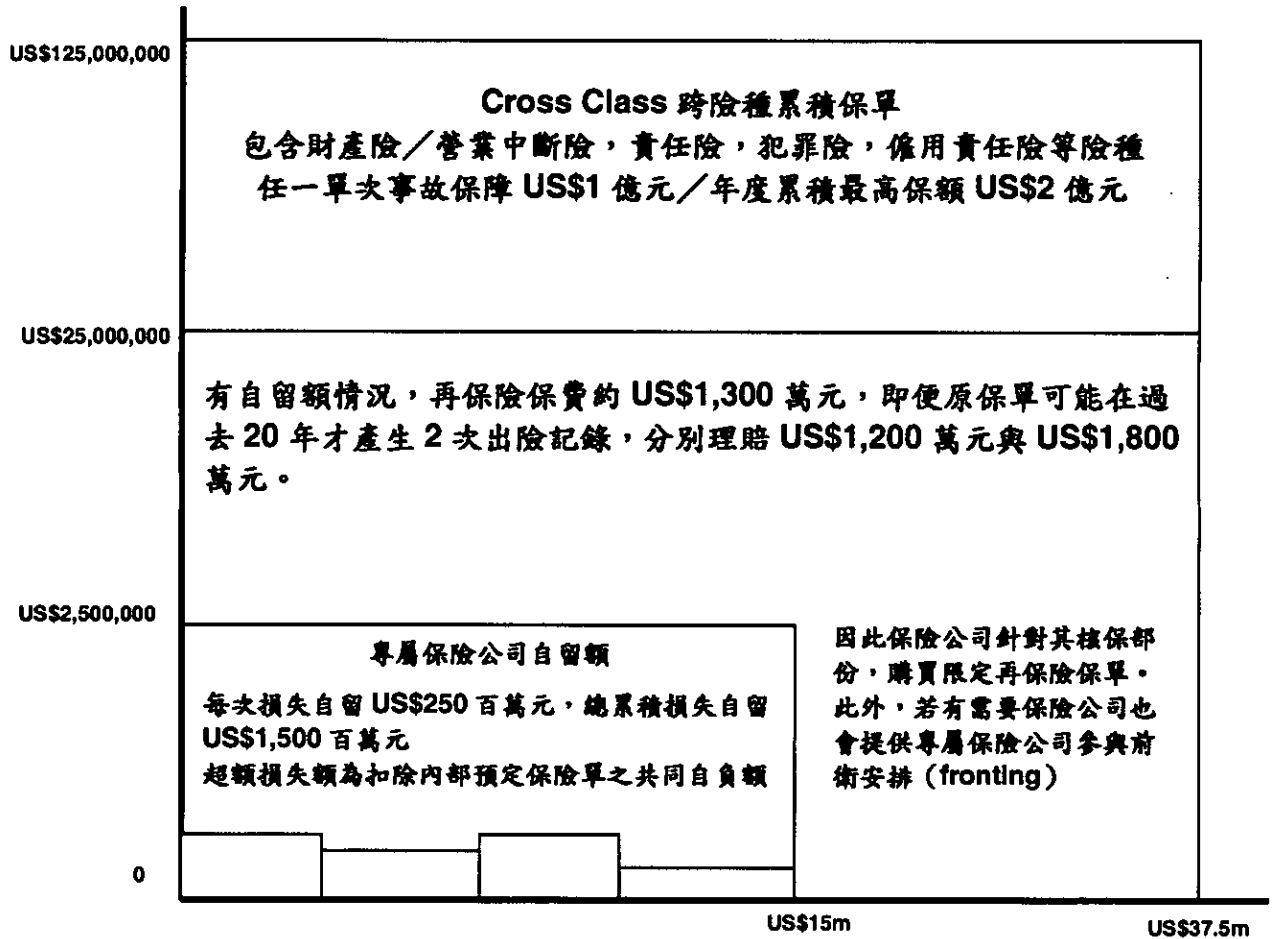 US$125,000,000
Cross Class 跨險種累積保單
包含財產險／營業中斷險，責任險，犯罪險，僱用責任險等險種
任一單次事故保障 US$1 億元／年度累積最高保額 US$2 億元
US$25,000,000
有自留額情況，再保險保費約 US$1,300 萬元，即便原保單可能在過
去 20 年才產生 2 次出險記錄，分別理賠 US$1,200 萬元與 US$1,800
萬元。
US$2,500,000
專屬保險公司自留額
每次損失自留 US$250 百萬元，總累積損失自留
US$1,500 百萬元
超額損失額為扣除內部預定保險單之共同自負額
因此保險公司針對其核保部
份，購買限定再保險保單。
此外，若有需要保險公司也
會提供專屬保險公司參與前
衛安排（fronting）
0
US$15m
US$37.5m